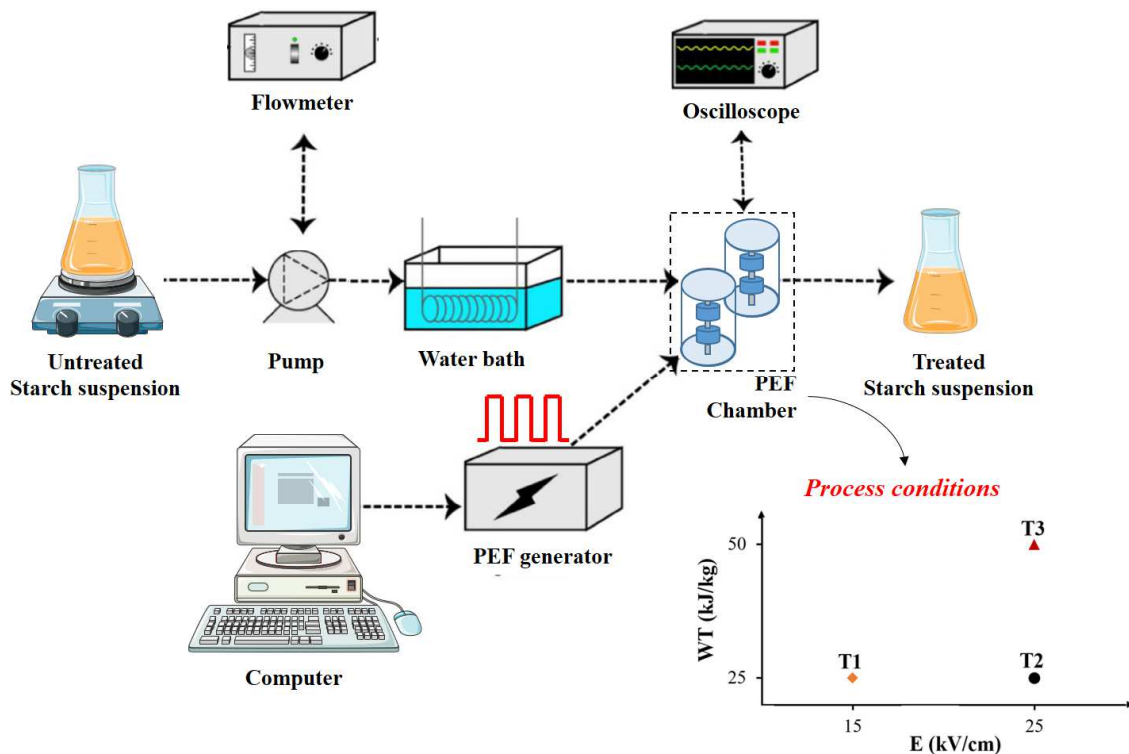 Flowmeter
Oscilloscope
Untreated
Starch suspension
Pump
Water bath
PEF
Chamber
Treated
Starch suspension
Process conditions
PEF generator
Computer
WT (kJ/kg)
50
25
T3
T1
T2
15
25
E (kV/cm)